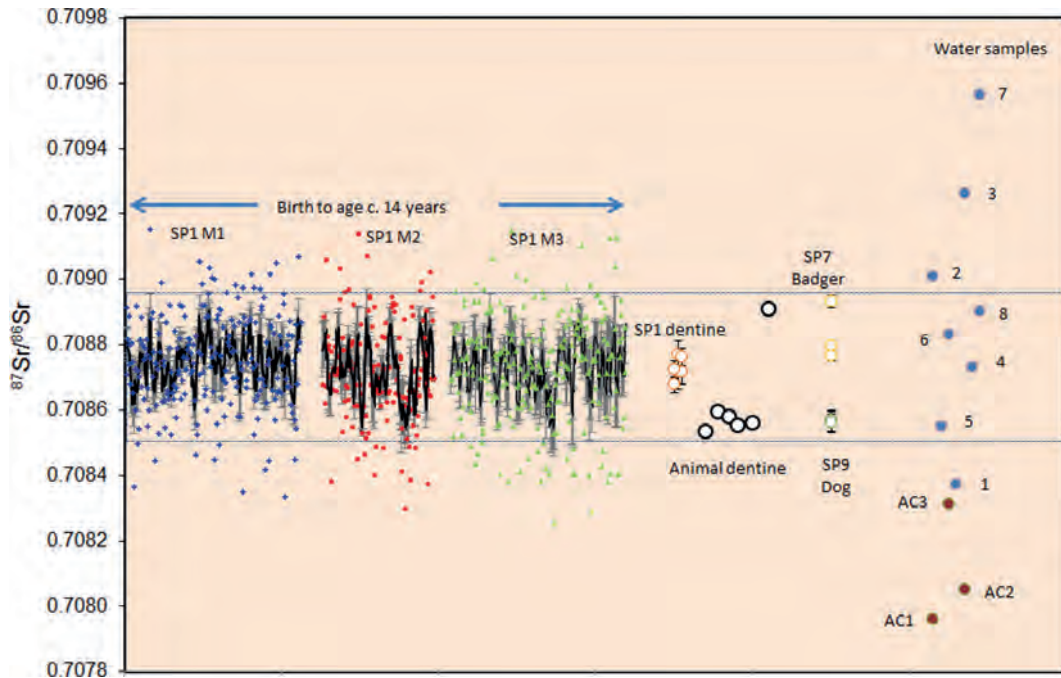 0.7098
0.7096
0.7094
0.7092
0.7090
0.7088
0.7086
0.7084
0.7082
0.7080
0.7078
⁸⁷Sr/⁸⁶Sr
Water samples
7
3
Birth to age c. 14 years
SP1 M1
SP1 M2
SP1 M3
SP7
Badger
2
8
SP1 dentine
6
4
5
Animal dentine
SP9
Dog
1
AC3
AC2
AC1